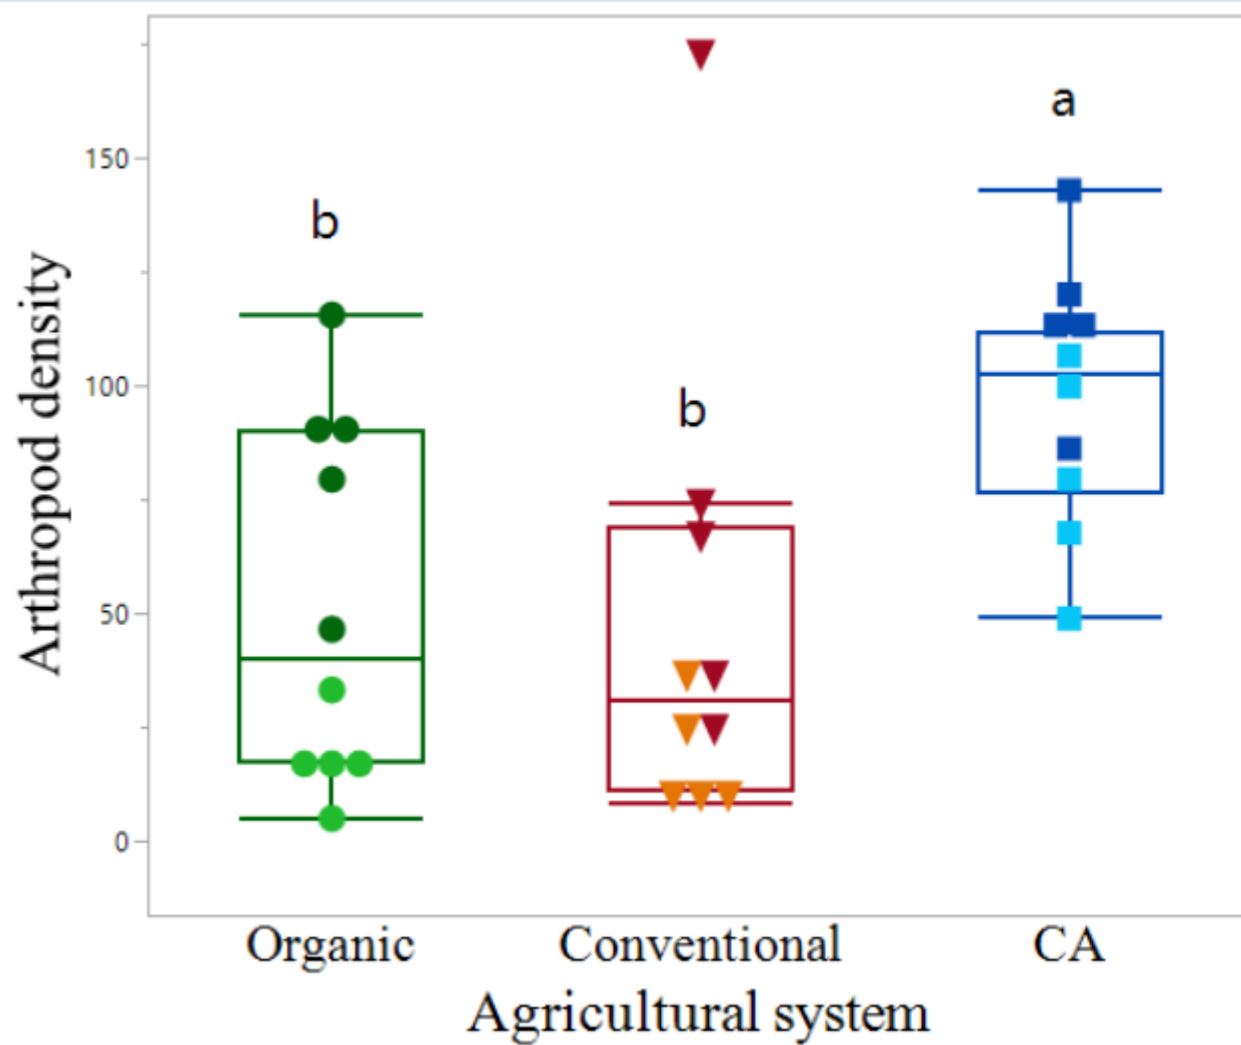 Arthropod density
150
100
50
0
b
b
a
Organic
Conventional
CA
Agricultural system